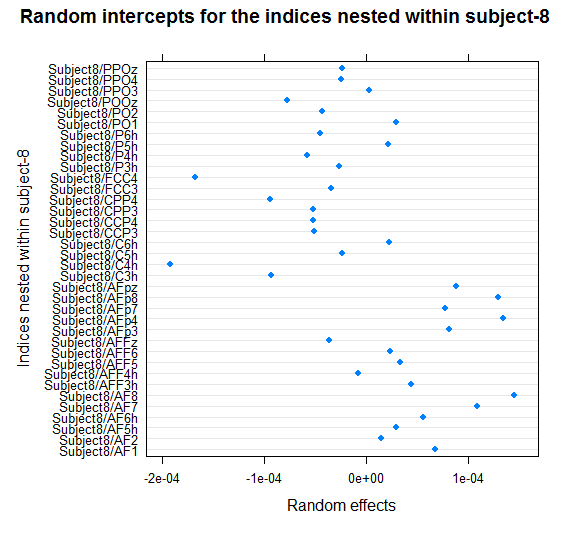 Random intercepts for the indices nested within subject-8
Indices nested within subject-8
Subject8/PPOz
Subject8/PPO4
Subject8/PPO3
Subject8/POOz
Subject8/PO2
Subject8/PO1
Subject8/P6h
Subject8/P5h
Subject8/P4h
Subject8/P3h
Subject8/FCC4
Subject8/FCC3
Subject8/CPP4
Subject8/CPP3
Subject8/CCP4
Subject8/CCP3
Subject8/C6h
Subject8/C5h
Subject8/C4h
Subject8/C3h
Subject8/AFpz
Subject8/AFp8
Subject8/AFp7
Subject8/AFp4
Subject8/AFp3
Subject8/AFFz
Subject8/AFF6
Subject8/AFF5
Subject8/AFF4h
Subject8/AFF3h
Subject8/AF8
Subject8/AF7
Subject8/AF6h
Subject8/AF5h
Subject8/AF2
Subject8/AF1
-2e-04 -1e-04 0e+00 1e-04
Random effects